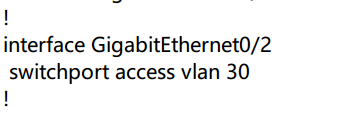 !
interface GigabitEthernet0/2
 switchport access vlan 30
!